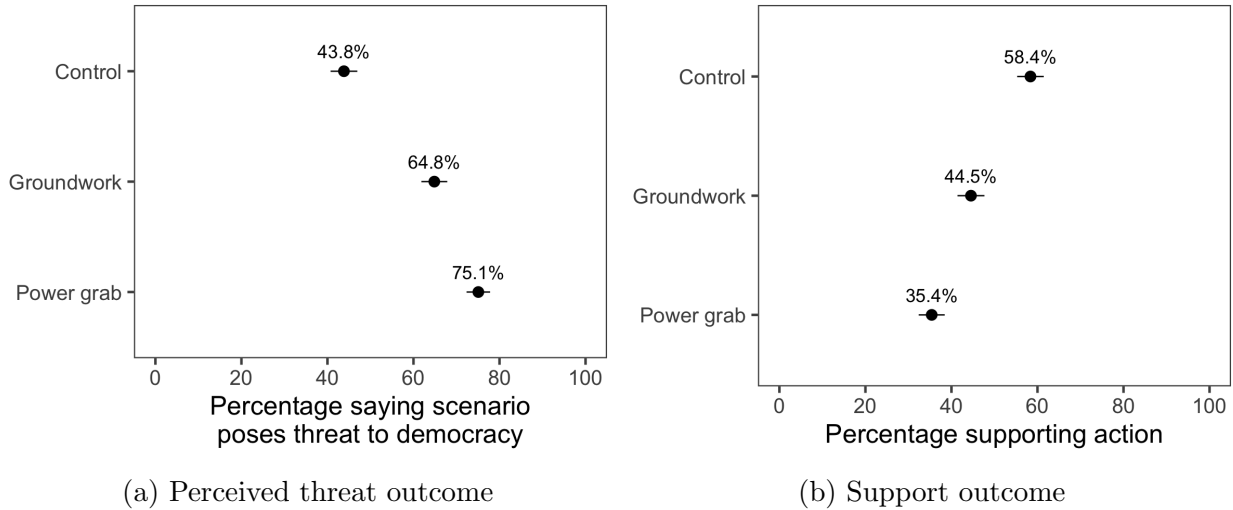 43.8%
Control
64.8%
Groundwork
75.1%
Power grab
0 20 40 60 80 100
Percentage saying scenario
poses threat to democracy
(a) Perceived threat outcome
58.4%
Control
44.5%
Groundwork
35.4%
Power grab
0 20 40 60 80 100
Percentage supporting action
(b) Support outcome